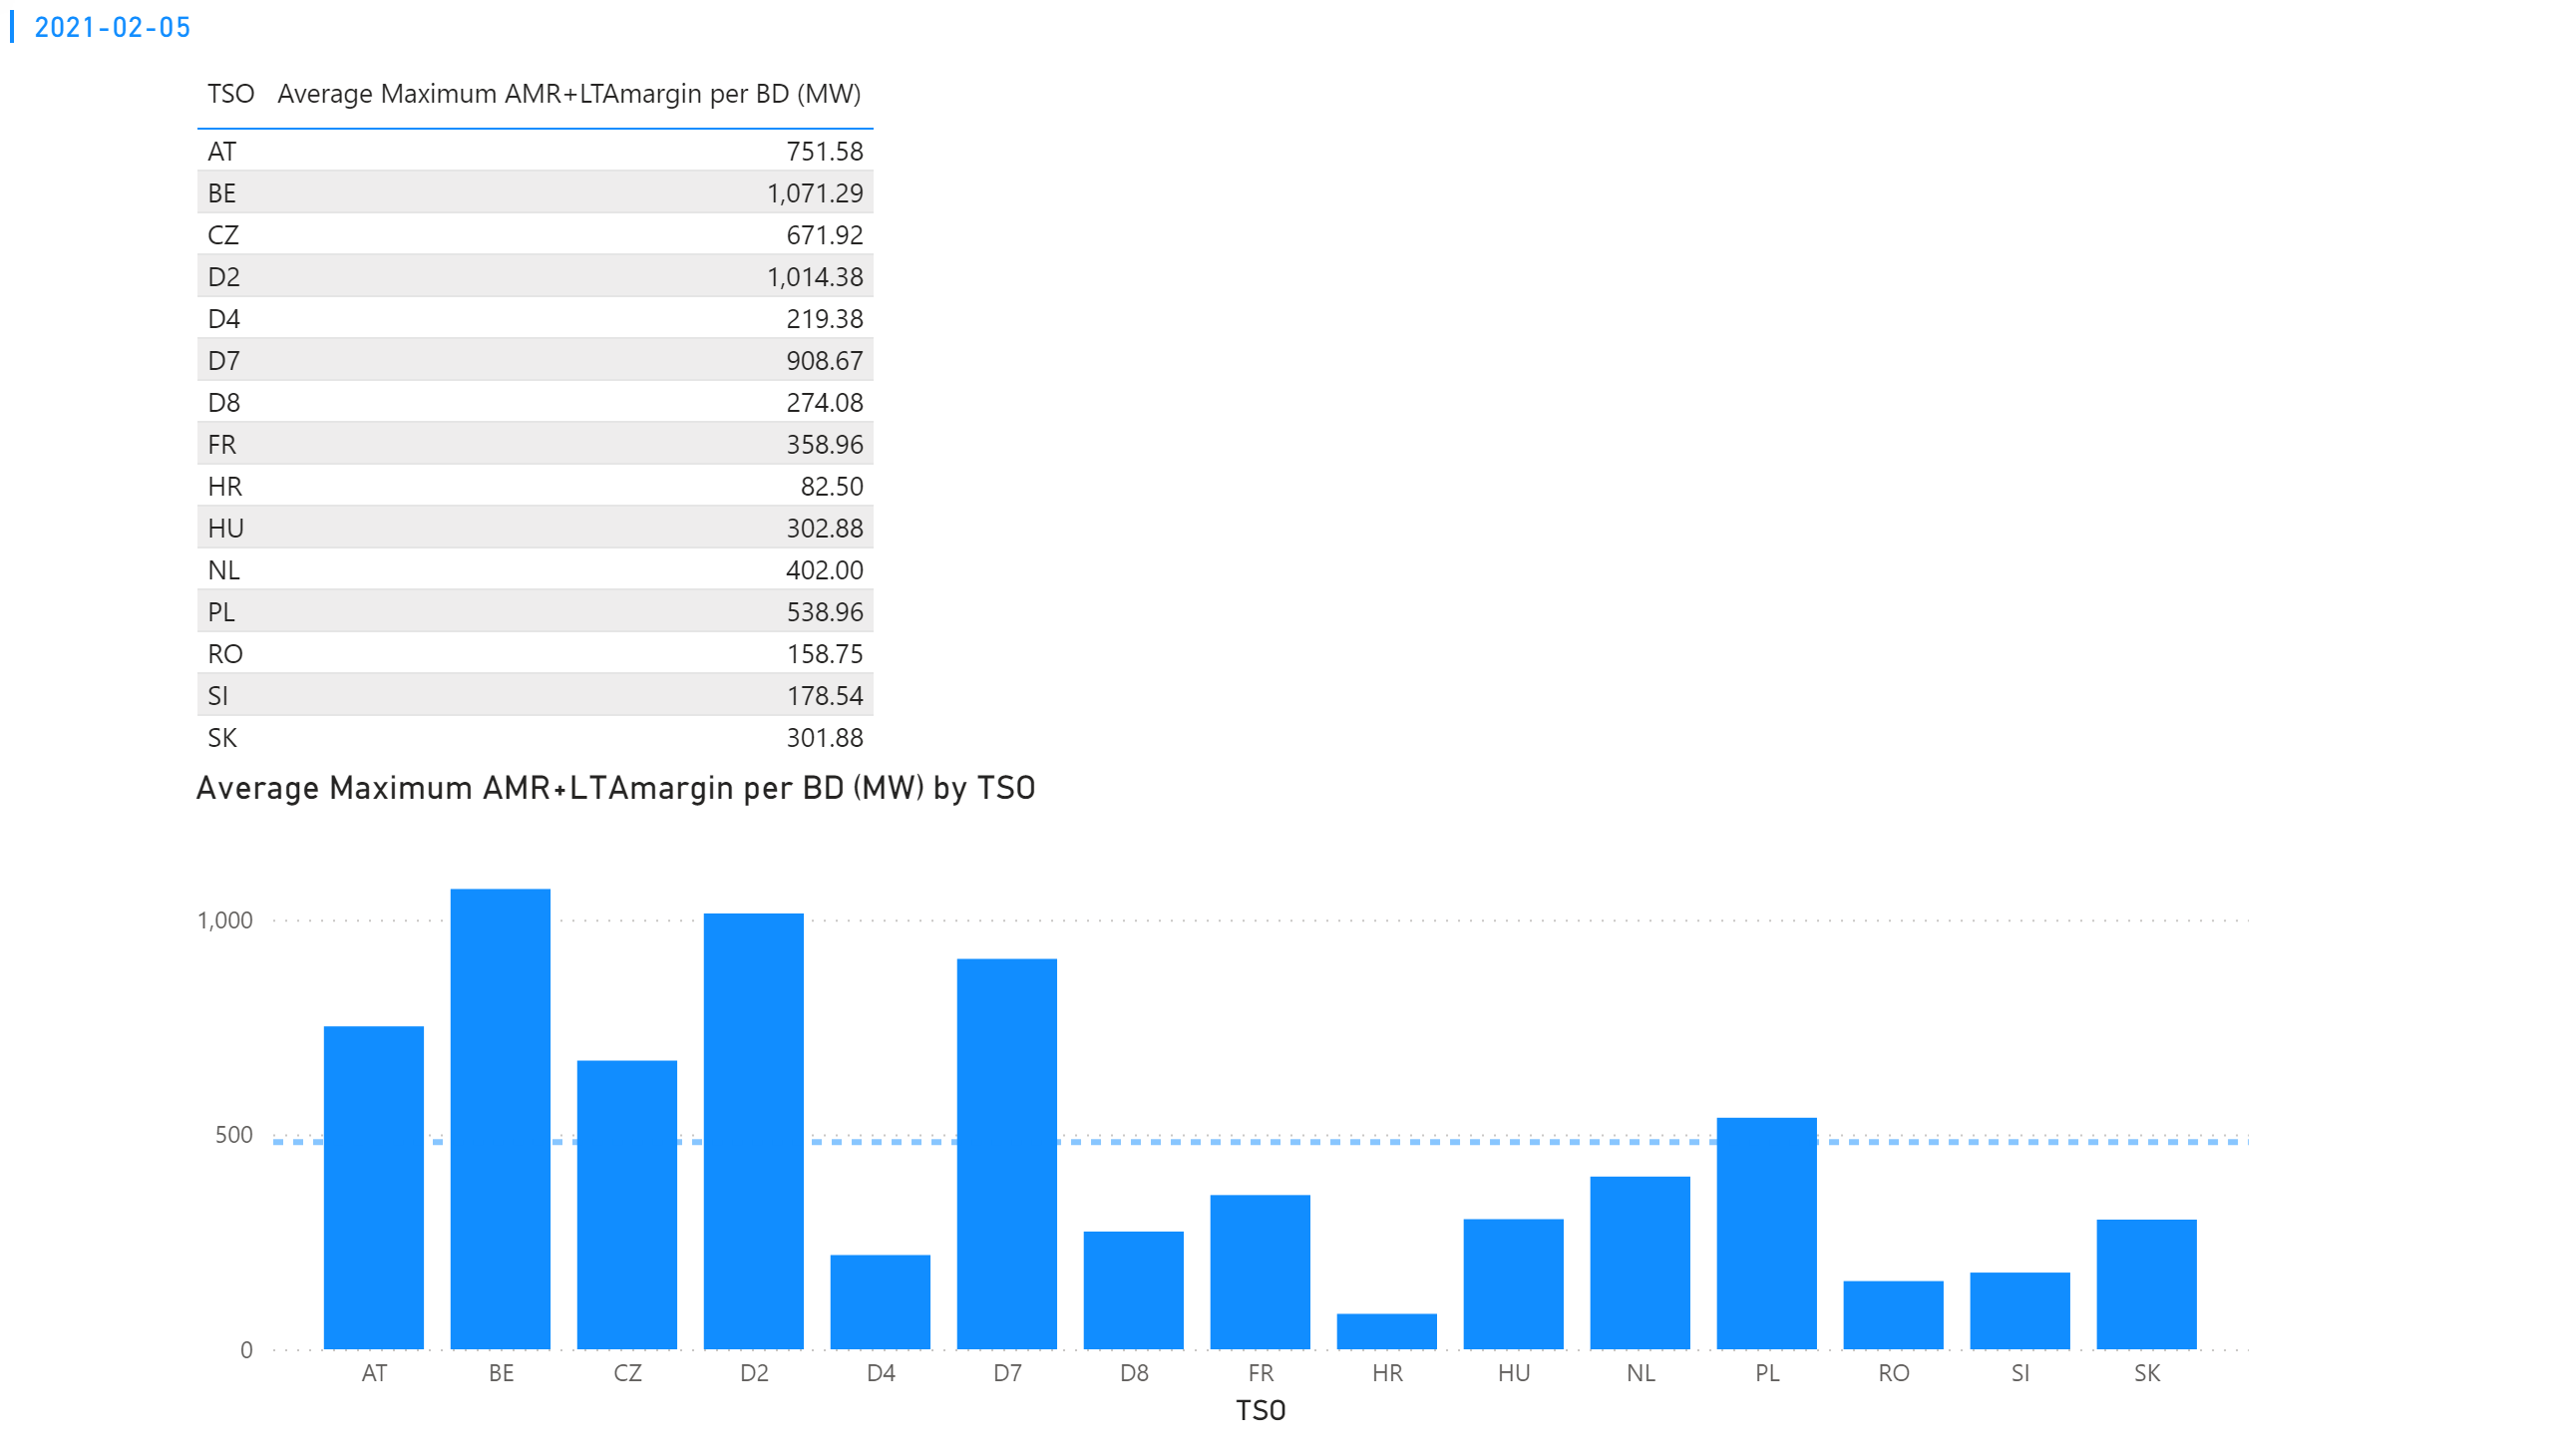 2021-02-05
TSO Average Maximum AMR+LTAmargin per BD (MW)
AT 751.58
BE 1,071.29
CZ 671.92
D2 1,014.38
D4 219.38
D7 908.67
D8 274.08
FR 358.96
HR 82.50
HU 302.88
NL 402.00
PL 538.96
RO 158.75
SI 178.54
SK 301.88
Average Maximum AMR+LTAmargin per BD (MW) by TSO
1,000
500
0
AT BE CZ D2 D4 D7 D8 FR HR HU NL PL RO SI SK
TSO